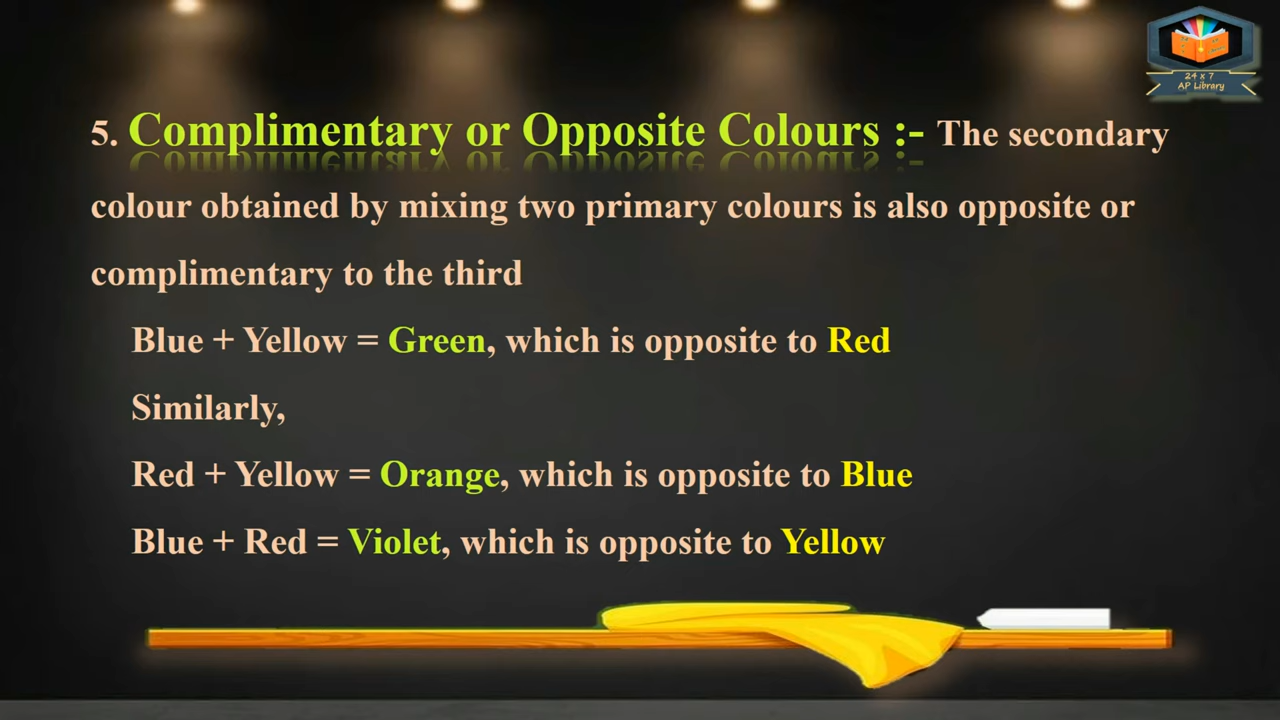 5. Complimentary or Opposite Colours :- The secondary
colour obtained by mixing two primary colours is also opposite or
complimentary to the third
Blue + Yellow = Green, which is opposite to Red
Similarly,
Red + Yellow = Orange, which is opposite to Blue
Blue + Red = Violet, which is opposite to Yellow
24 x 7
AP Library